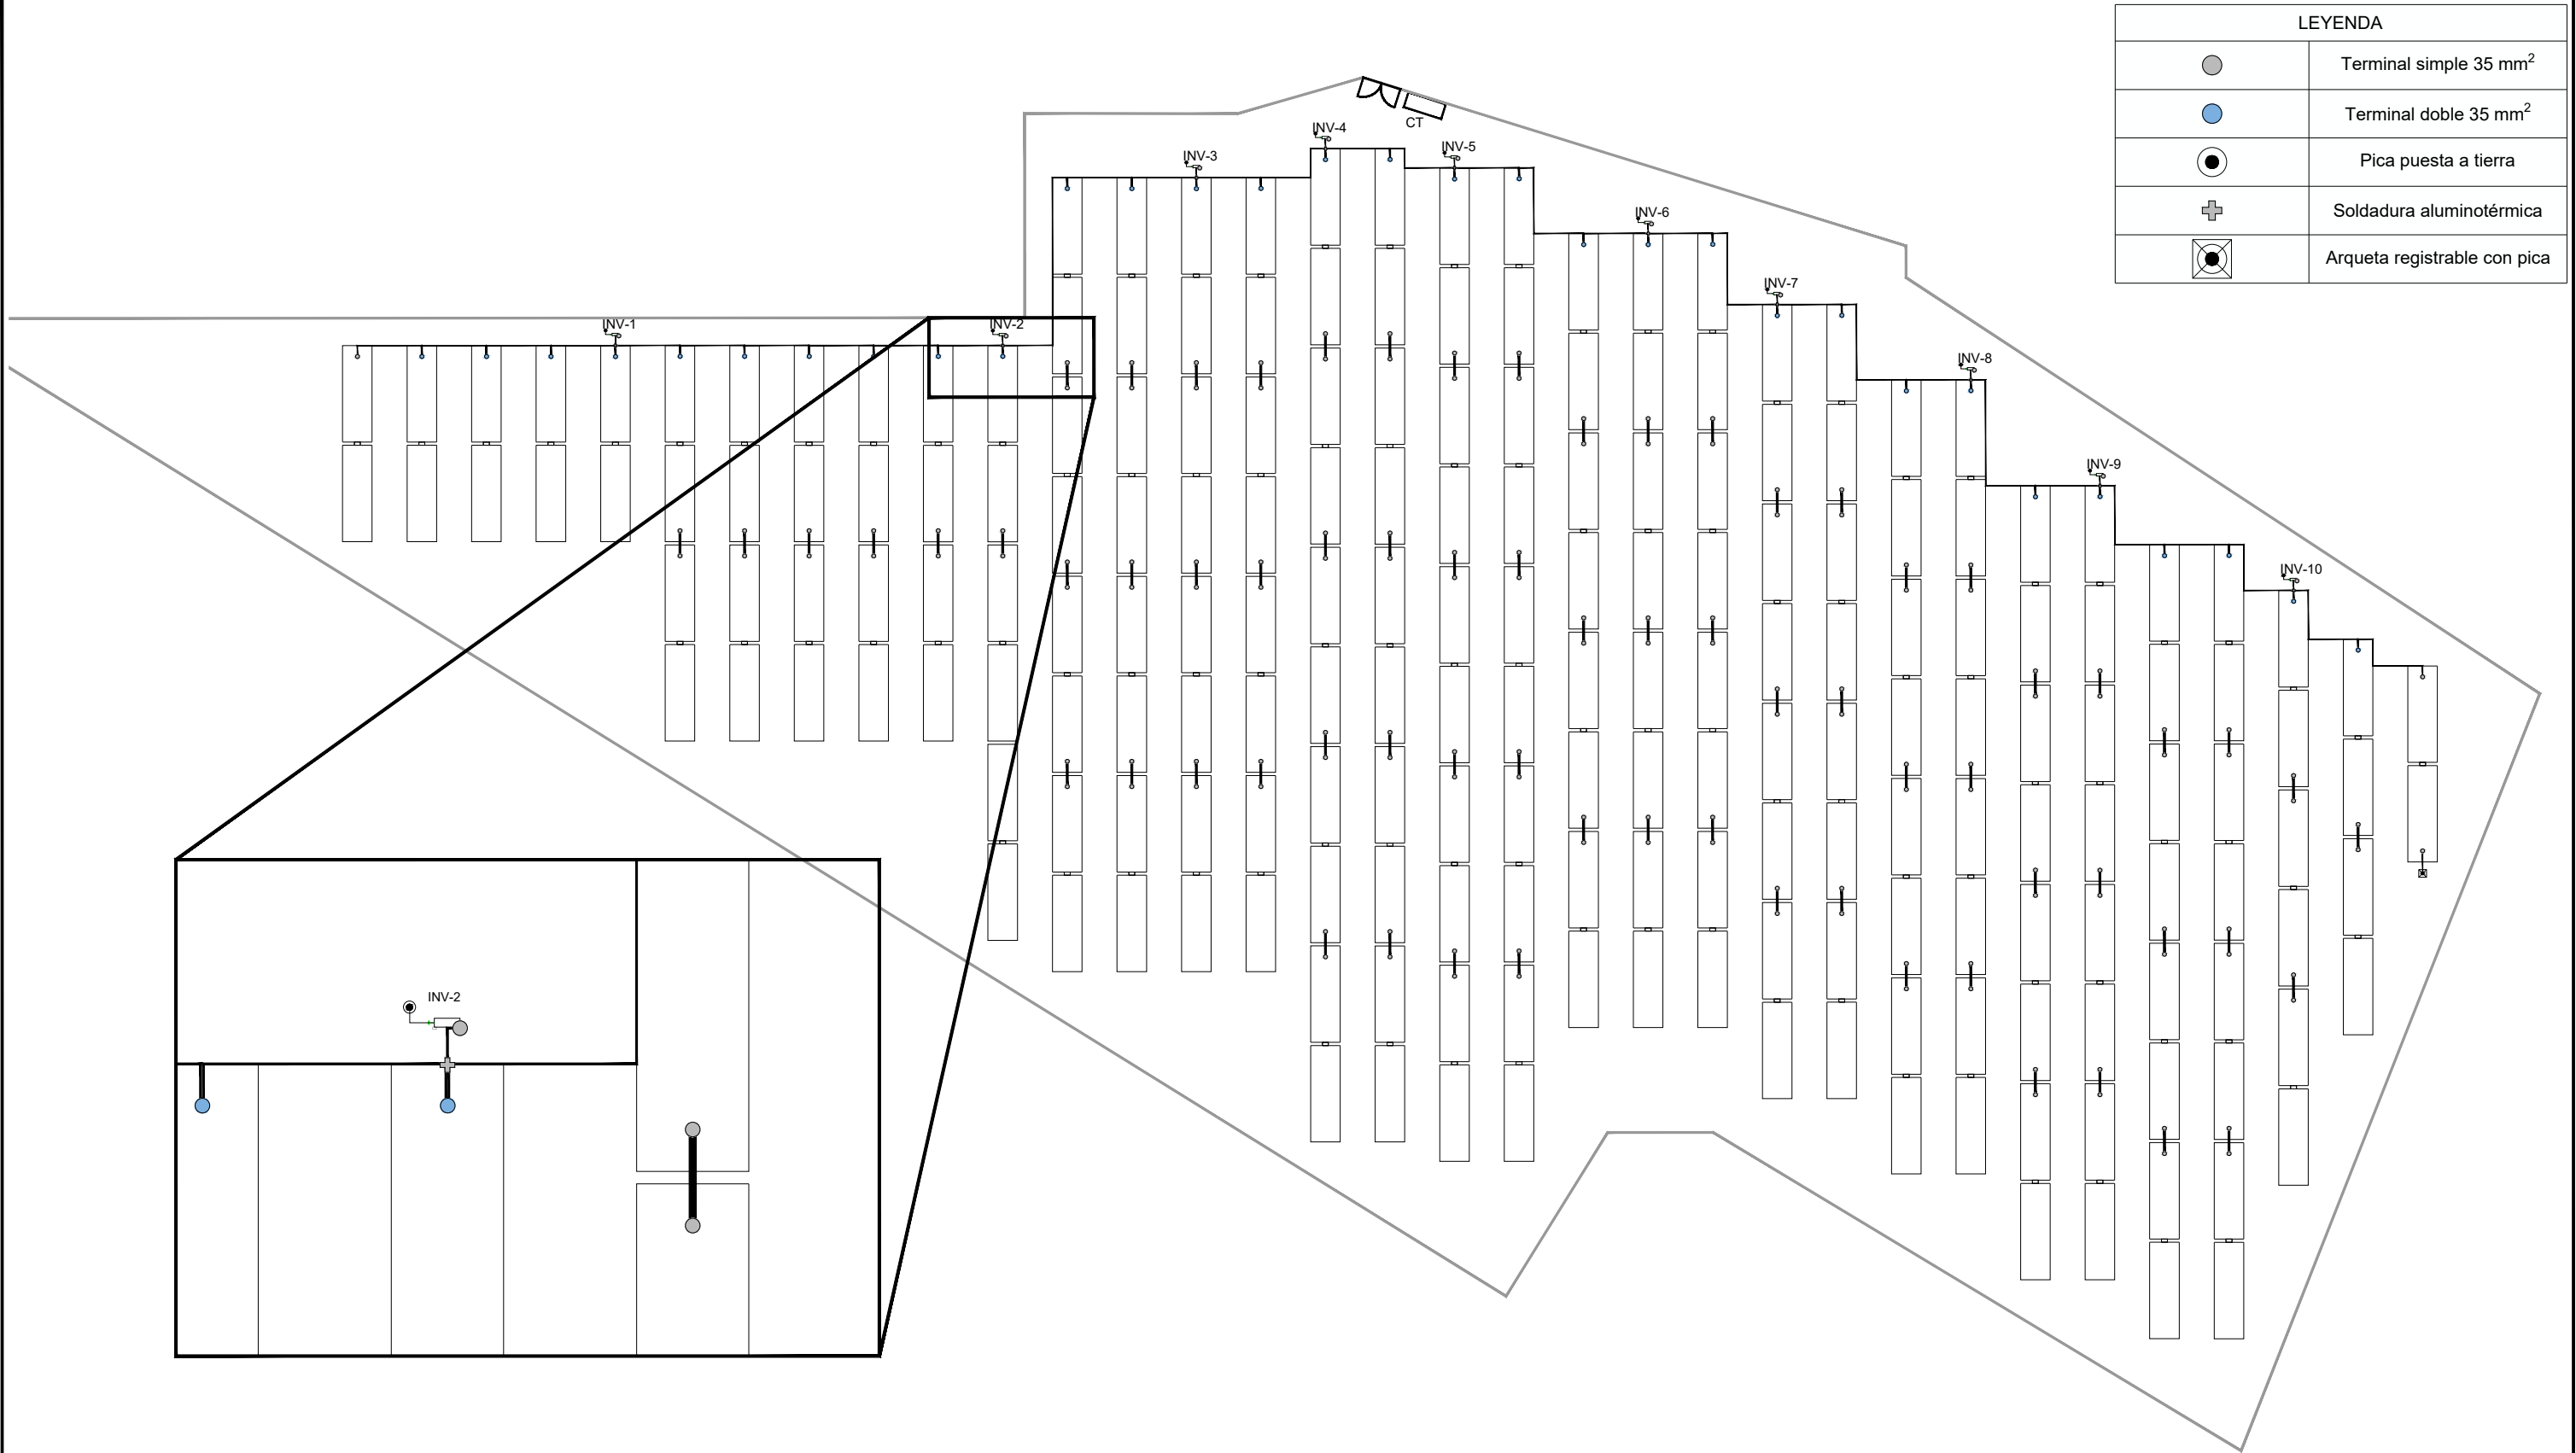 LEYENDA
Terminal simple 35 mm²
Terminal doble 35 mm²
Pica puesta a tierra
Soldadura aluminotérmica
Arqueta registrable con pica
CT
INV-4
INV-5
INV-3
INV-6
INV-7
INV-1
INV-2
INV-8
INV-9
INV-10
INV-2